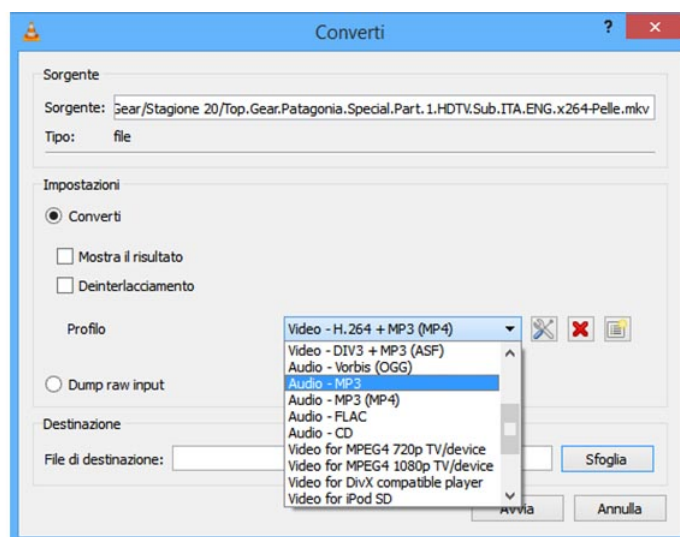 Converti
?
Sorgente
Sorgente: Gear/Stagione 20/Top.Gear.Patagonia.Special.Part.1.HDTV.Sub.ITA.ENG.x264-Pelle.mkv
Tipo: file
Impostazioni
Converti
Mostra il risultato
Deinterlacciamento
Profilo Video - H.264 + MP3 (MP4)
Video - DIV3 + MP3 (ASF)
Audio - Vorbis (OGG)
Audio - MP3
Audio - MP3 (MP4)
Audio - FLAC
Audio - CD
Video for MPEG4 720p TV/device
Video for MPEG4 1080p TV/device
Video for DivX compatible player
Video for iPod SD
Dump raw input
Destinazione
File di destinazione: Sfoglia
Avvia Annulla